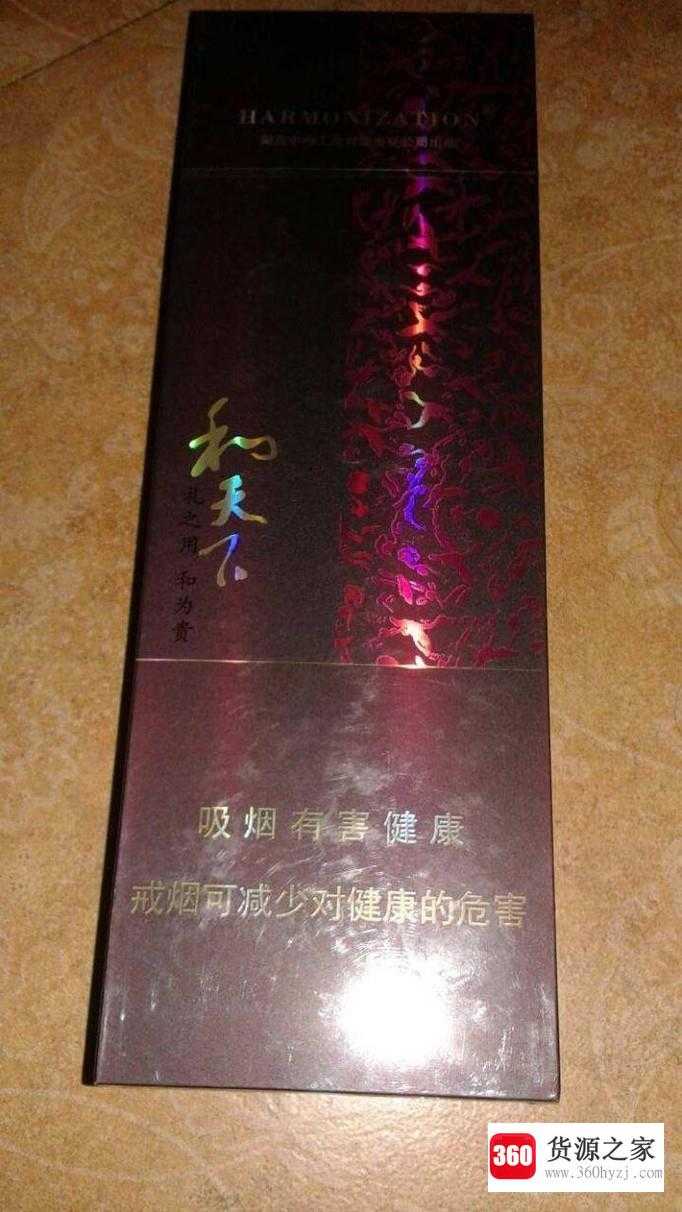 HARMONIZATION
和天下
礼之用 和为贵
吸烟有害健康
戒烟可减少对健康的危害
360 货源之家
www.360hyzj.com